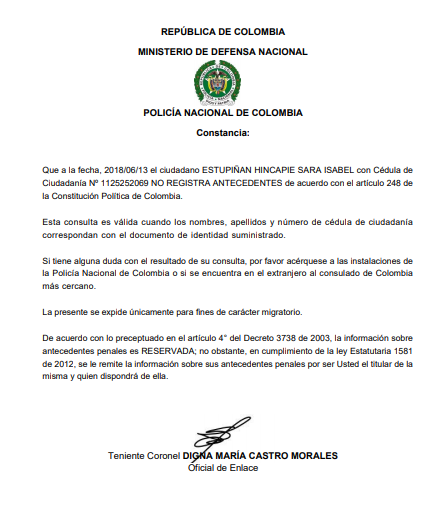 REPÚBLICA DE COLOMBIA
MINISTERIO DE DEFENSA NACIONAL
POLICÍA NACIONAL DE COLOMBIA
Constancia:
Que a la fecha, 2018/06/13 el ciudadano ESTUPIÑAN HINCAPIE SARA ISABEL con Cédula de
Ciudadanía Nº 1125252069 NO REGISTRA ANTECEDENTES de acuerdo con el artículo 248 de
la Constitución Política de Colombia.
Esta consulta es válida cuando los nombres, apellidos y número de cédula de ciudadanía
correspondan con el documento de identidad suministrado.
Si tiene alguna duda con el resultado de su consulta, por favor acérquese a las instalaciones de
la Policía Nacional de Colombia o si se encuentra en el extranjero al consulado de Colombia
más cercano.
La presente se expide únicamente para fines de carácter migratorio.
De acuerdo con lo preceptuado en el artículo 4° del Decreto 3738 de 2003, la información sobre
antecedentes penales es RESERVADA; no obstante, en cumplimiento de la ley Estatutaria 1581
de 2012, se le remite la información sobre sus antecedentes penales por ser Usted el titular de la
misma y quien dispondrá de ella.
Teniente Coronel DIGNA MARÍA CASTRO MORALES
Oficial de Enlace